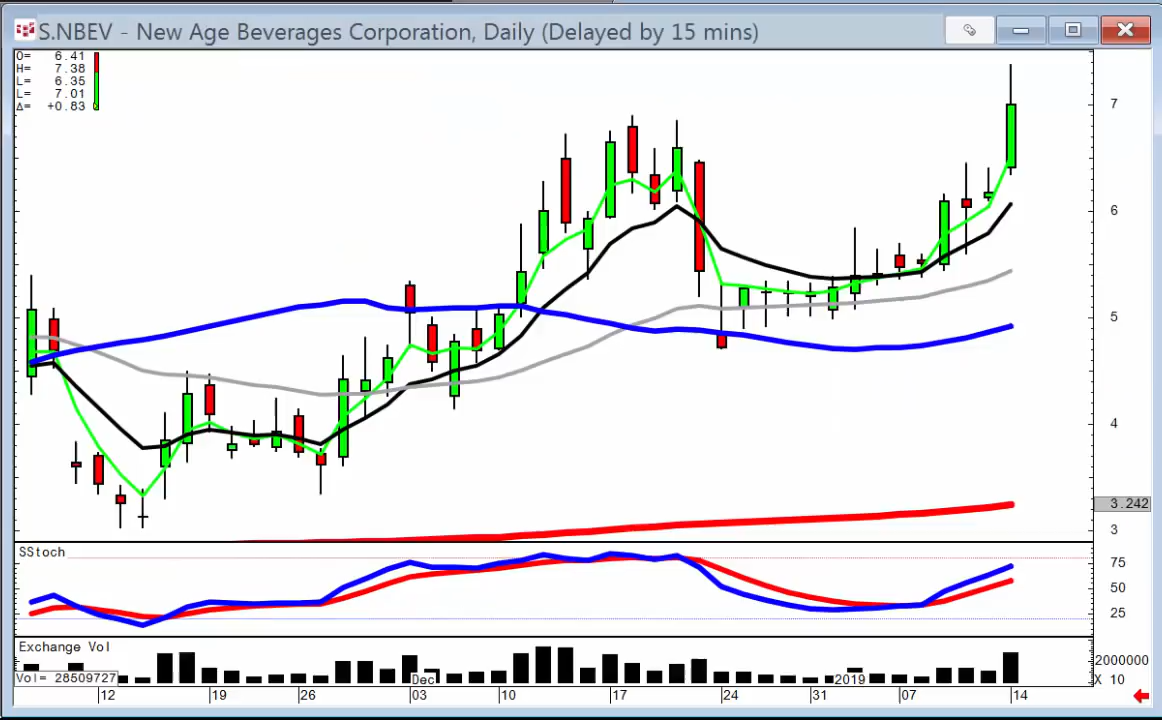 S.NBEV - New Age Beverages Corporation, Daily (Delayed by 15 mins)
O= 6.41
H= 7.38
L= 6.35
L= 7.01
Δ= +0.83
7
6
5
4
3.242
3
SStoch
75
50
25
Exchange Vol
Vol= 28509727
2000000
X 10
12 19 26 Dec 03 10 17 24 31 2019 07 14